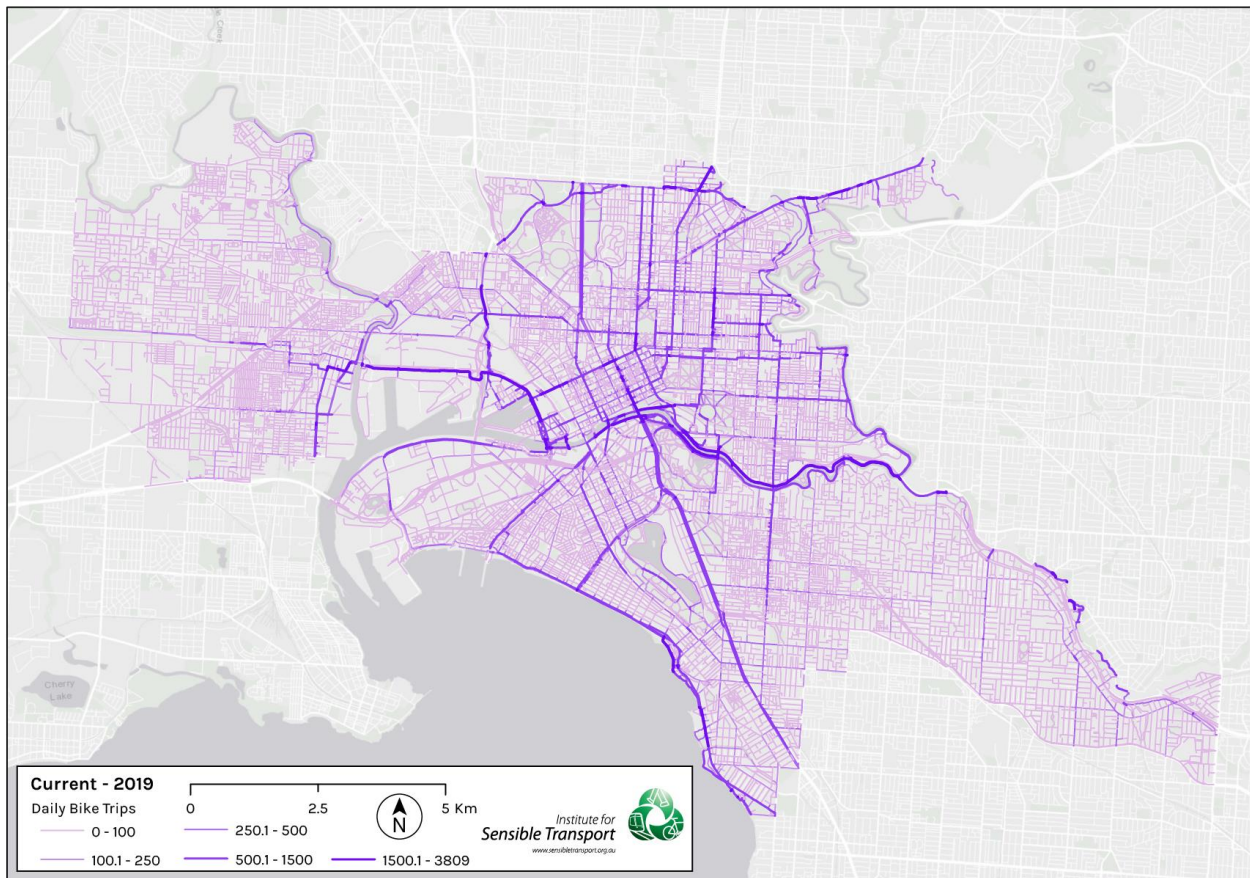 Cherry
Lake
Current - 2019
Daily Bike Trips
0 2.5 5 Km
N
0 - 100
250.1 - 500
100.1 - 250
500.1 - 1500
1500.1 - 3809
Institute for
Sensible Transport
www.sensibletransport.org.au